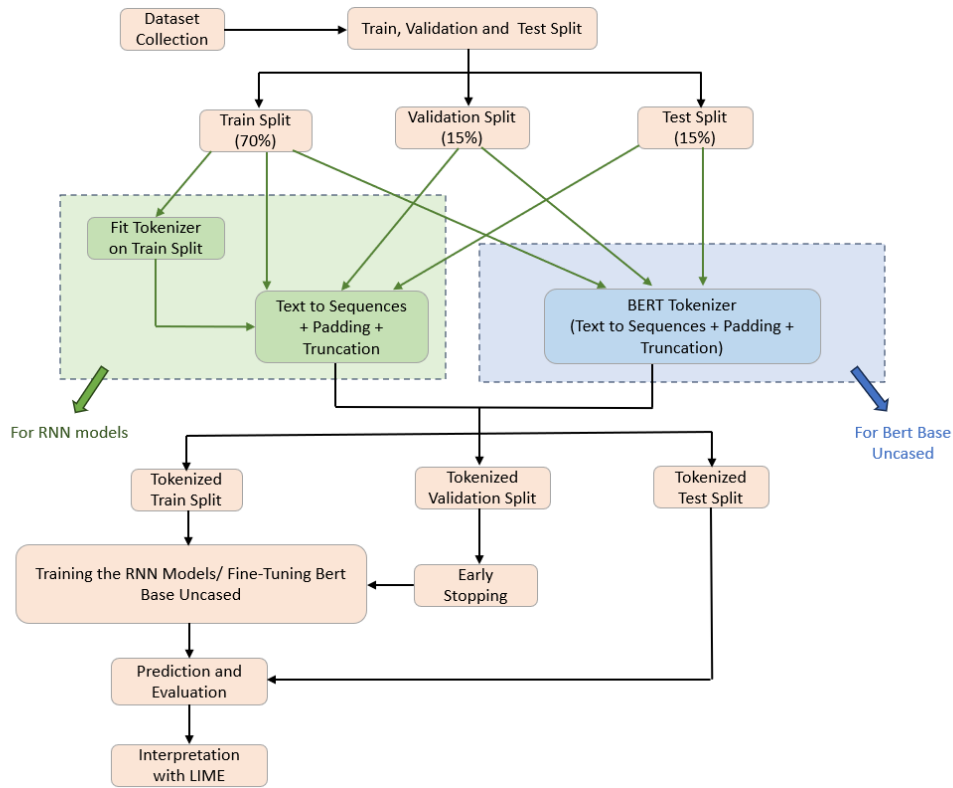 Dataset
Collection
Train, Validation and  Test Split
Train Split
(70%)
Validation Split
(15%)
Test Split
(15%)
Fit Tokenizer
on Train Split
Text to Sequences
+ Padding +
Truncation
BERT Tokenizer
(Text to Sequences + Padding +
Truncation)
For RNN models
For Bert Base
Uncased
Tokenized
Train Split
Tokenized
Validation Split
Tokenized
Test Split
Training the RNN Models/ Fine-Tuning Bert
Base Uncased
Early
Stopping
Prediction and
Evaluation
Interpretation
with LIME